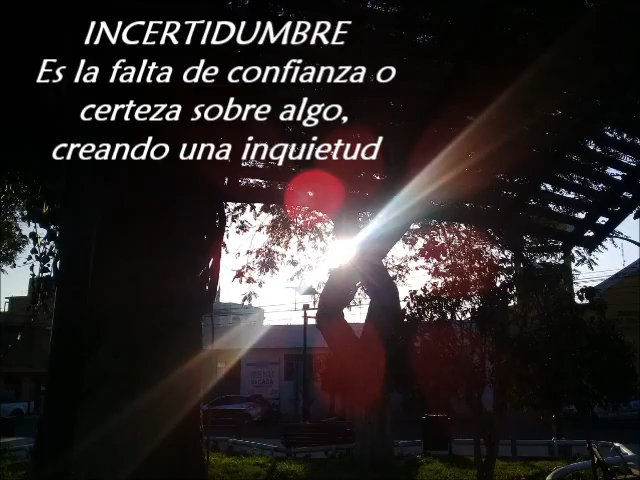 INCERTIDUMBRE
Es la falta de confianza o
certeza sobre algo,
creando una inquietud